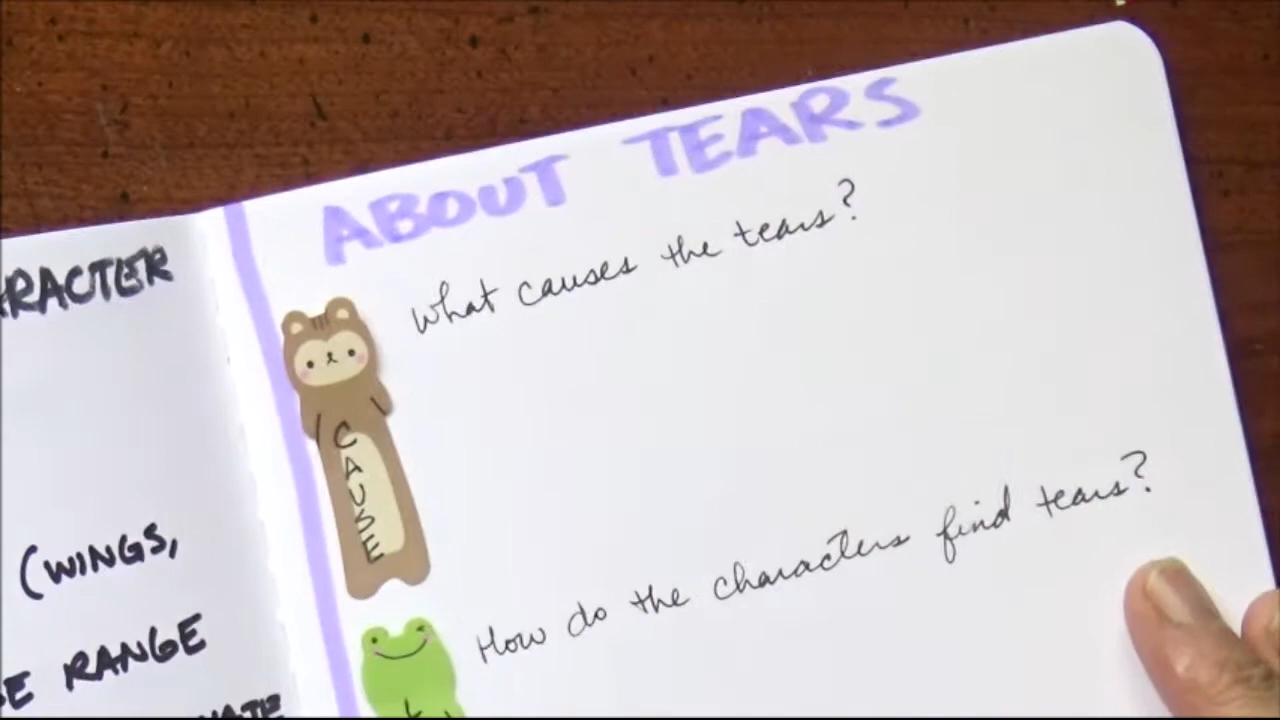 RACTER
(WINGS,
E RANGE
ABOUT TEARS
What causes the tears?
CAUSE
How do the characters find tears?